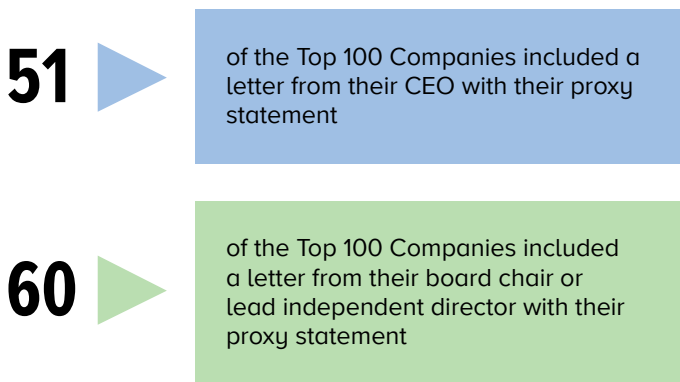 51
of the Top 100 Companies included a
letter from their CEO with their proxy
statement
60
of the Top 100 Companies included
a letter from their board chair or
lead independent director with their
proxy statement